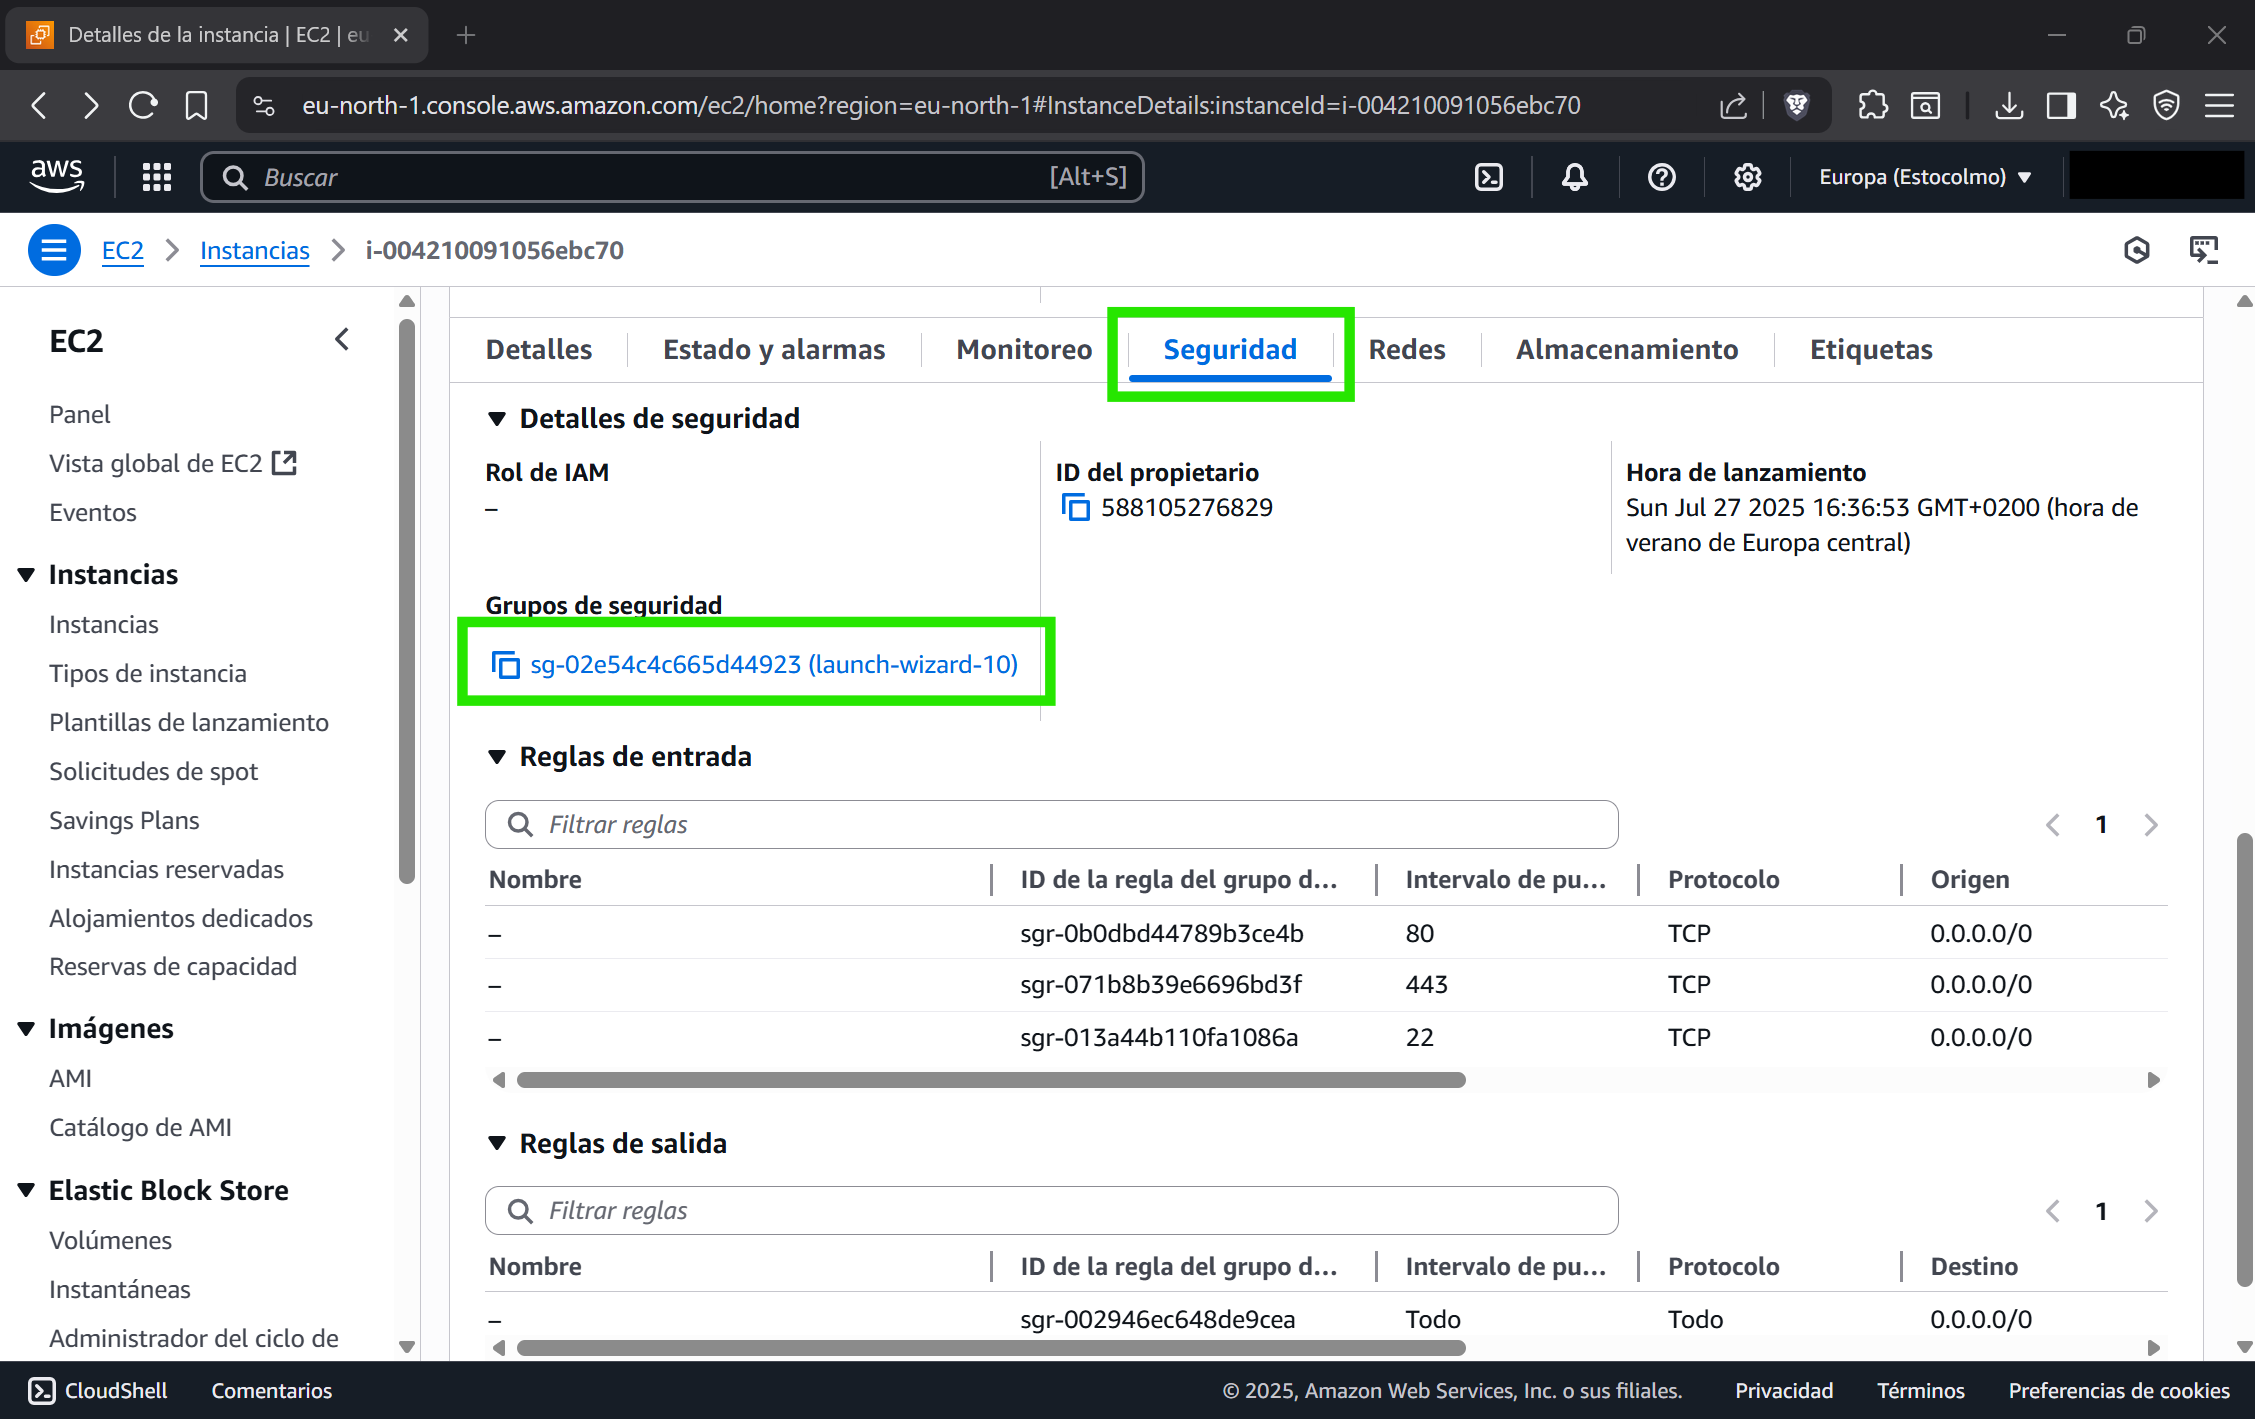 Detalles de la instancia | EC2 | eu
eu-north-1.console.aws.amazon.com/ec2/home?region=eu-north-1#InstanceDetails:instanceId=i-004210091056ebc70
aws
Buscar
[Alt+S]
Europa (Estocolmo)
EC2
Instancias
i-004210091056ebc70
EC2
Panel
Vista global de EC2
Eventos
Instancias
Instancias
Tipos de instancia
Plantillas de lanzamiento
Solicitudes de spot
Savings Plans
Instancias reservadas
Alojamientos dedicados
Reservas de capacidad
Imágenes
AMI
Catálogo de AMI
Elastic Block Store
Volúmenes
Instantáneas
Administrador del ciclo de
Detalles
Estado y alarmas
Monitoreo
Seguridad
Redes
Almacenamiento
Etiquetas
Detalles de seguridad
Rol de IAM
–
ID del propietario
588105276829
Hora de lanzamiento
Sun Jul 27 2025 16:36:53 GMT+0200 (hora de
verano de Europa central)
Grupos de seguridad
sg-02e54c4c665d44923 (launch-wizard-10)
Reglas de entrada
Filtrar reglas
1
Nombre ID de la regla del grupo d... Intervalo de pu... Protocolo Origen
– sgr-0b0dbd44789b3ce4b 80 TCP 0.0.0.0/0
– sgr-071b8b39e6696bd3f 443 TCP 0.0.0.0/0
– sgr-013a44b110fa1086a 22 TCP 0.0.0.0/0
Reglas de salida
Filtrar reglas
1
Nombre ID de la regla del grupo d... Intervalo de pu... Protocolo Destino
– sgr-002946ec648de9cea Todo Todo 0.0.0.0/0
CloudShell
Comentarios
© 2025, Amazon Web Services, Inc. o sus filiales.
Privacidad
Términos
Preferencias de cookies